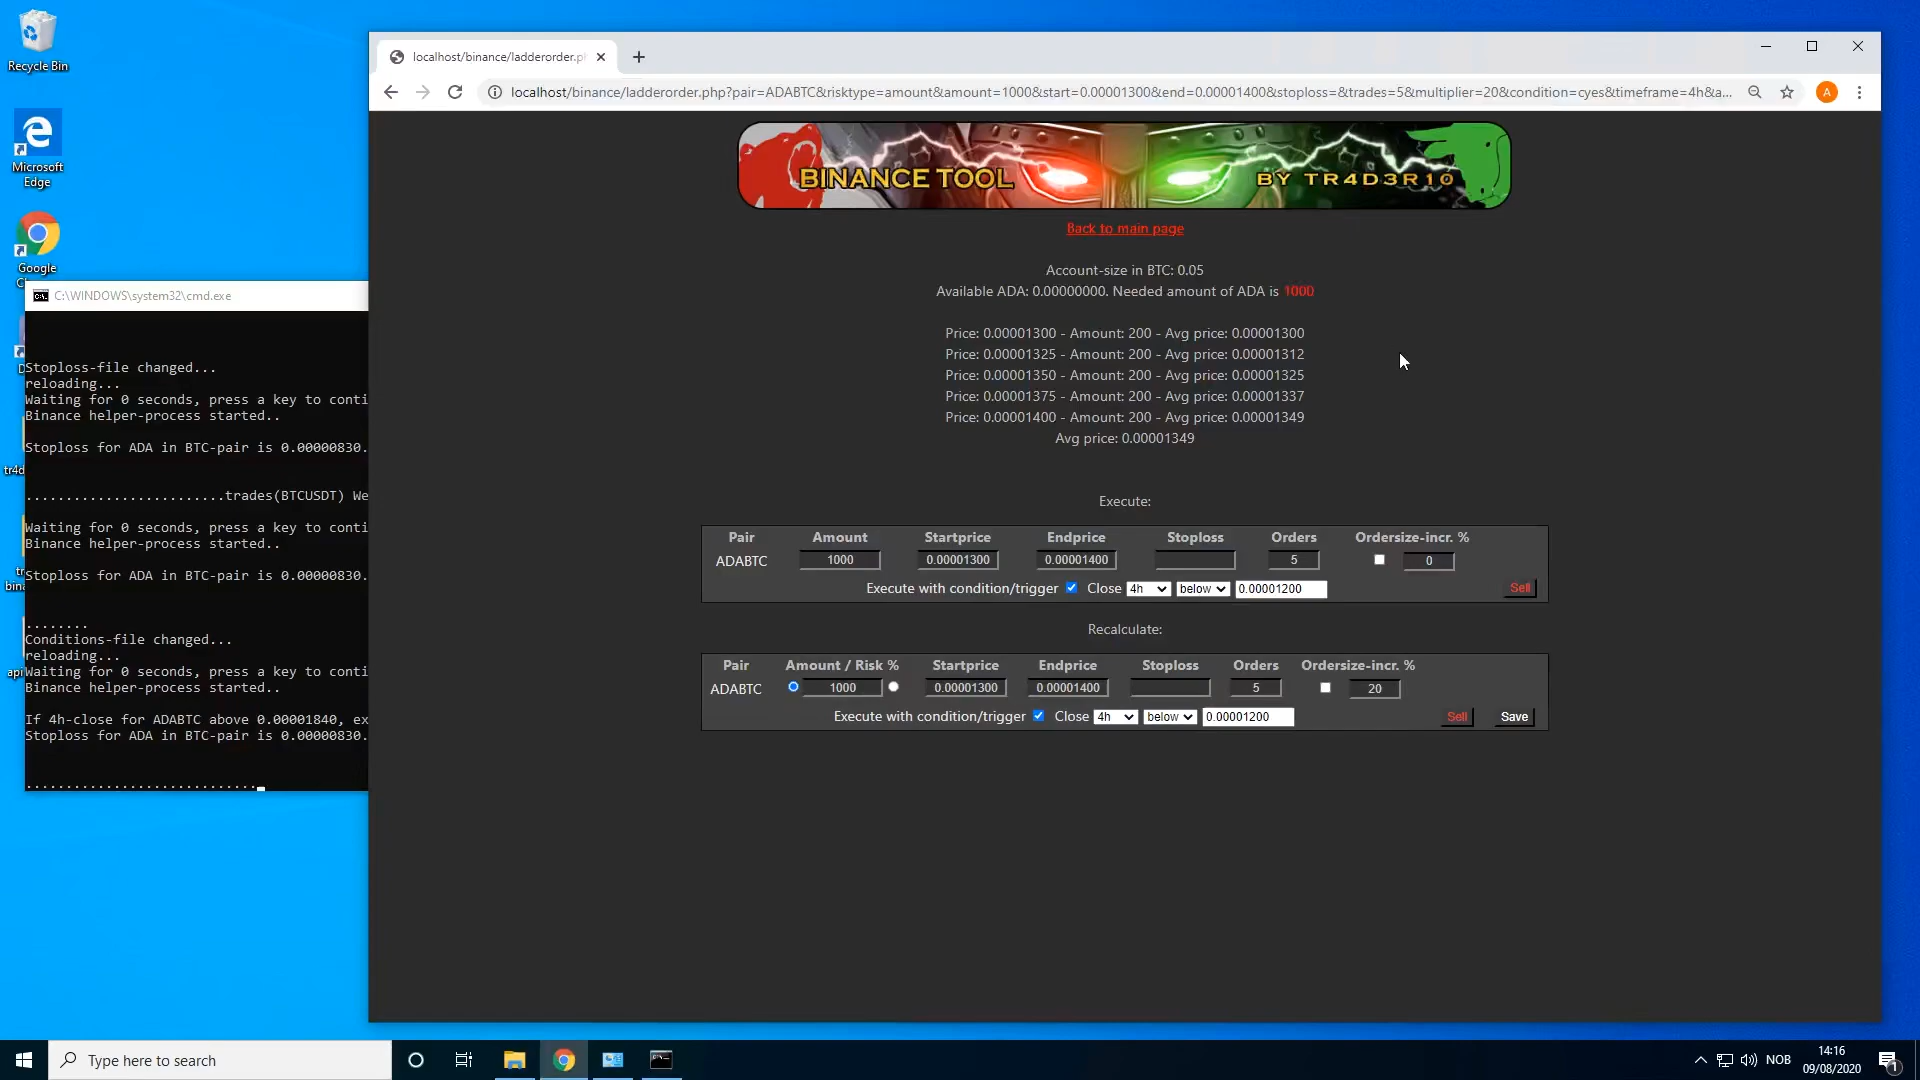 Recycle Bin
Microsoft
Edge
Google
C:\WINDOWS\system32\cmd.exe
Stoploss-file changed...
reloading...
Waiting for 0 seconds, press a key to conti
Binance helper-process started..
Stoploss for ADA in BTC-pair is 0.00000830.
.........................trades(BTCUSDT) We
Waiting for 0 seconds, press a key to conti
Binance helper-process started..
Stoploss for ADA in BTC-pair is 0.00000830.
........
Conditions-file changed...
reloading...
Waiting for 0 seconds, press a key to conti
Binance helper-process started..
If 4h-close for ADABTC above 0.00001840, ex
Stoploss for ADA in BTC-pair is 0.00000830.
.............................
tr4d
tr
bina
api
localhost/binance/ladderorder.ph
localhost/binance/ladderorder.php?pair=ADABTC&risktype=amount&amount=1000&start=0.00001300&end=0.00001400&stoploss=&trades=5&multiplier=20&condition=cyes&timeframe=4h&a...
A
BINANCE TOOL
BY TR4D3R10
Back to main page
Account-size in BTC: 0.05
Available ADA: 0.00000000. Needed amount of ADA is 1000
Price: 0.00001300 - Amount: 200 - Avg price: 0.00001300
Price: 0.00001325 - Amount: 200 - Avg price: 0.00001312
Price: 0.00001350 - Amount: 200 - Avg price: 0.00001325
Price: 0.00001375 - Amount: 200 - Avg price: 0.00001337
Price: 0.00001400 - Amount: 200 - Avg price: 0.00001349
Avg price: 0.00001349
Execute:
Pair Amount Startprice Endprice Stoploss Orders Ordersize-incr. %
ADABTC 1000 0.00001300 0.00001400 5 0
Execute with condition/trigger Close 4h below 0.00001200 Sell
Recalculate:
Pair Amount / Risk % Startprice Endprice Stoploss Orders Ordersize-incr. %
ADABTC 1000 0.00001300 0.00001400 5 20
Execute with condition/trigger Close 4h below 0.00001200 Sell Save
Type here to search
NOB
14:16
09/08/2020
1